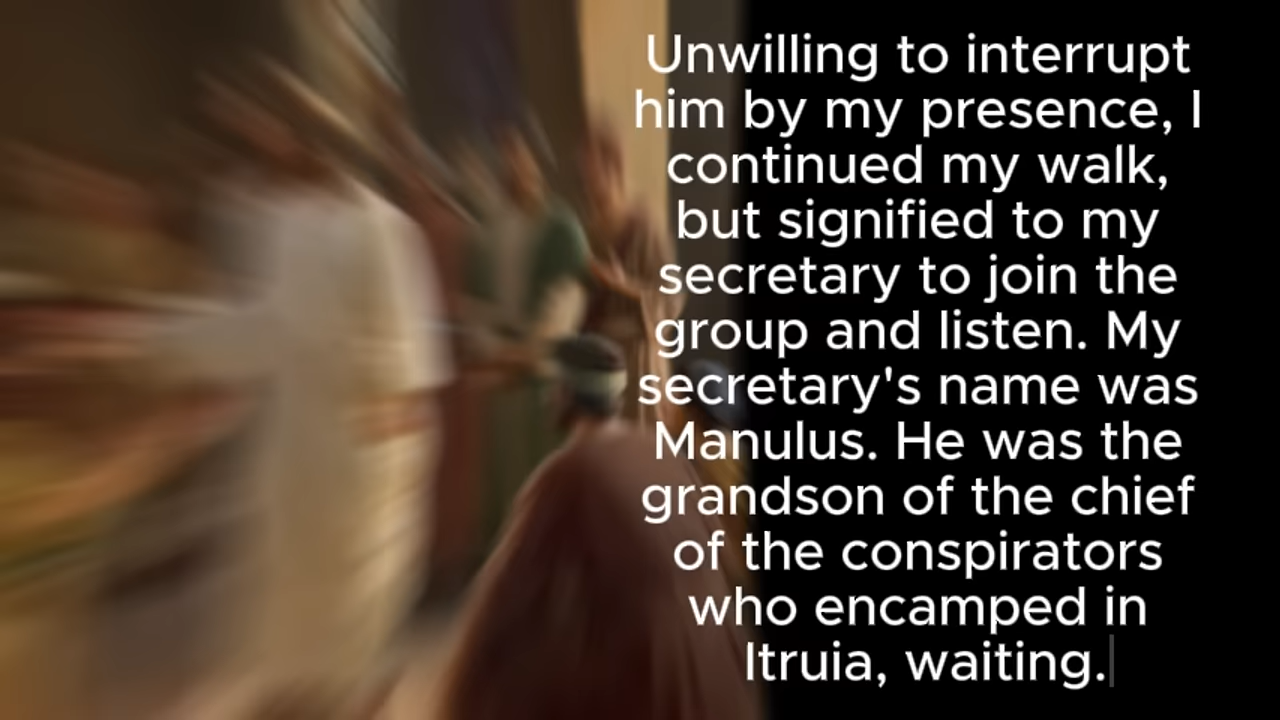 Unwilling to interrupt
him by my presence, I
continued my walk,
but signified to my
secretary to join the
group and listen. My
secretary's name was
Manulus. He was the
grandson of the chief
of the conspirators
who encamped in
Itruia, waiting.